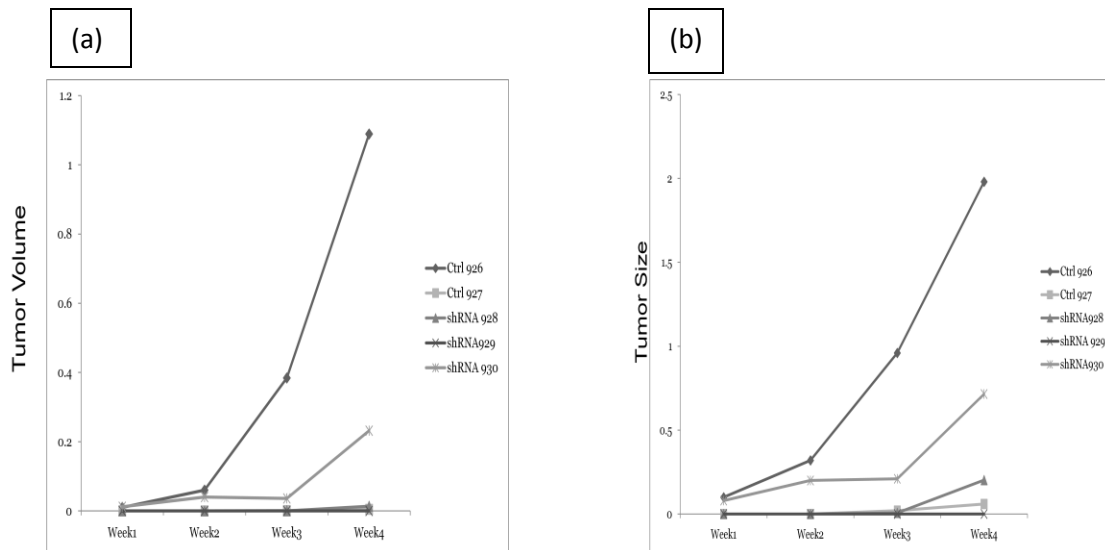 (a)
1.2
1
0.8
0.6
0.4
0.2
0
Tumor Volume
Week1 Week2 Week3 Week4
Ctrl 926
Ctrl 927
shRNA 928
shRNA929
shRNA 930
(b)
2.5
2
1.5
1
0.5
0
Tumor Size
Week1 Week2 Week3 Week4
Ctrl 926
Ctrl 927
shRNA928
shRNA 929
shRNA930